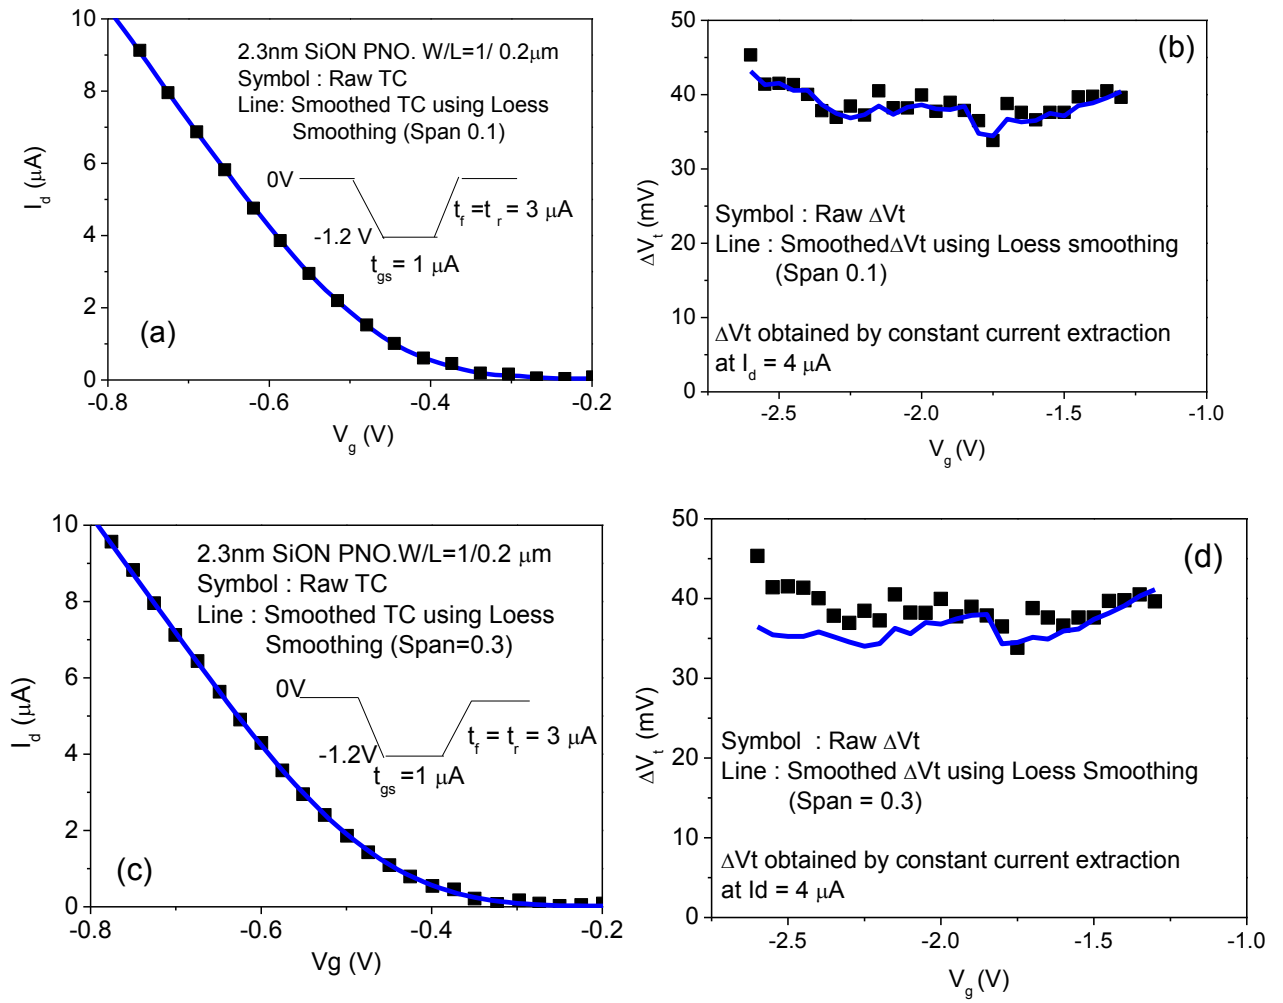 10
8
6
4
2
0
I_d (μA)
2.3nm SiON PNO. W/L=1/ 0.2μm
Symbol : Raw TC
Line: Smoothed TC using Loess
Smoothing (Span 0.1)
0V
-1.2 V
t_f =t_r = 3 μA
t_gs = 1 μA
(a)
-0.8 -0.6 -0.4 -0.2
V_g (V)
50
40
30
20
10
0
ΔV_t (mV)
(b)
Symbol : Raw ΔVt
Line : SmoothedΔVt using Loess smoothing
(Span 0.1)
ΔVt obtained by constant current extraction
at I_d = 4 μA
-2.5 -2.0 -1.5 -1.0
V_g (V)
10
8
6
4
2
0
I_d (μA)
2.3nm SiON PNO.W/L=1/0.2 μm
Symbol : Raw TC
Line : Smoothed TC using Loess
Smoothing (Span=0.3)
0V
-1.2V
t_f = t_r = 3 μA
t_gs =1 μA
(c)
-0.8 -0.6 -0.4 -0.2
Vg (V)
50
40
30
20
10
0
ΔV_t (mV)
(d)
Symbol : Raw ΔVt
Line : Smoothed ΔVt using Loess Smoothing
(Span = 0.3)
ΔVt obtained by constant current extraction
at Id = 4 μA
-2.5 -2.0 -1.5 -1.0
V_g (V)